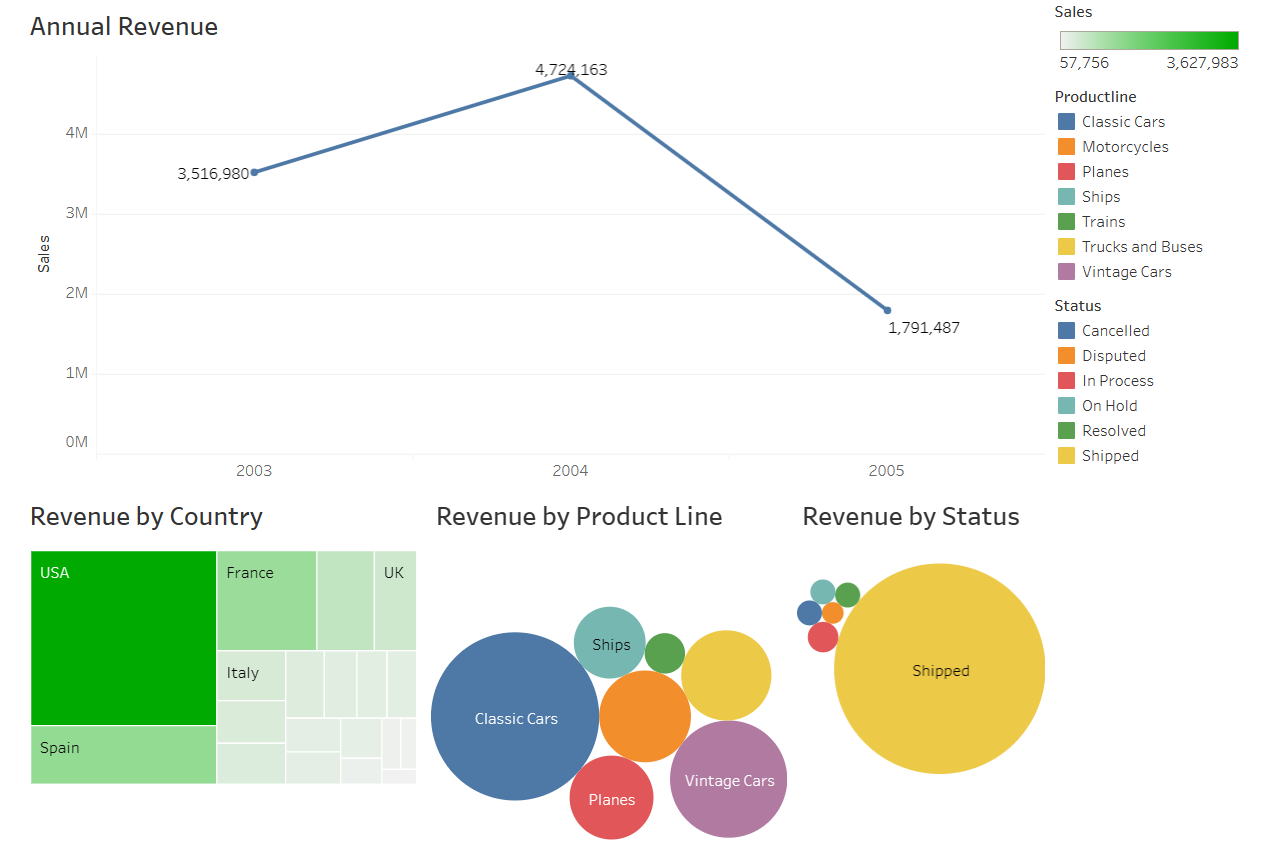 Annual Revenue
4,724,163
3,516,980
1,791,487
4M
3M
2M
1M
0M
Sales
2003
2004
2005
Sales
57,756
3,627,983
Productline
Classic Cars
Motorcycles
Planes
Ships
Trains
Trucks and Buses
Vintage Cars
Status
Cancelled
Disputed
In Process
On Hold
Resolved
Shipped
Revenue by Country
USA
France
UK
Italy
Spain
Revenue by Product Line
Ships
Classic Cars
Vintage Cars
Planes
Revenue by Status
Shipped